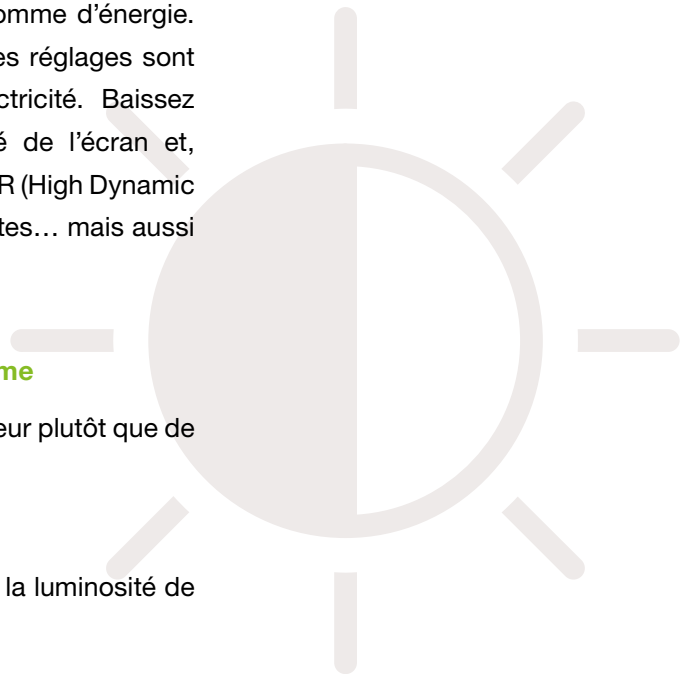 omme d’énergie.
es réglages sont
ctricité. Baissez
é de l’écran et,
R (High Dynamic
tes… mais aussi
me
eur plutôt que de
la luminosité de